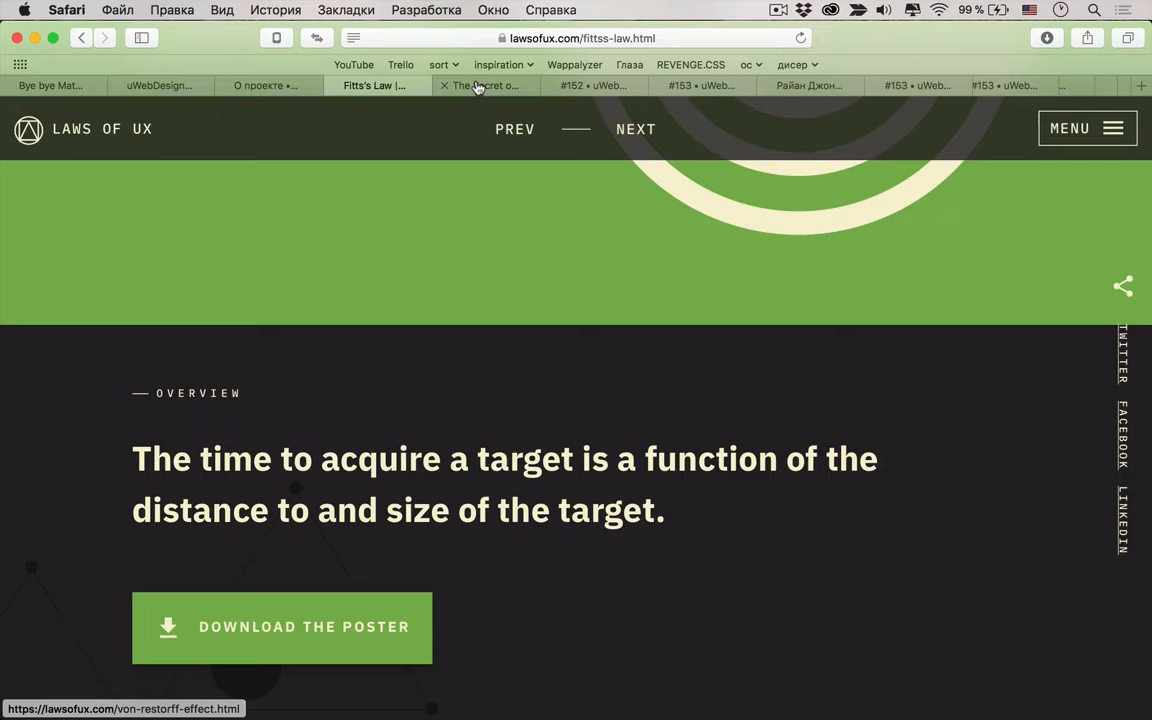 Safari Файл Правка Вид История Закладки Разработка Окно Справка 99 %
lawsofux.com/fittss-law.html
YouTube Trello sort inspiration Wappalyzer Глаза REVENGE.CSS ос дисер
Bye bye Mat... uWebDesign... О проекте •... Fitts's Law |... The Secret o... #152 • uWeb... #153 • uWeb... Райан Джон... #153 • uWeb... #153 • uWeb... ...
LAWS OF UX PREV NEXT MENU
TWITTER
FACEBOOK
LINKEDIN
OVERVIEW
The time to acquire a target is a function of the
distance to and size of the target.
DOWNLOAD THE POSTER
https://lawsofux.com/von-restorff-effect.html